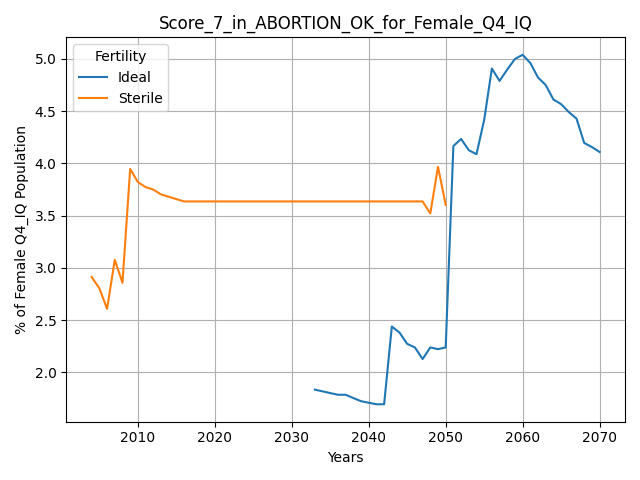 Score_7_in_ABORTION_OK_for_Female_Q4_IQ
Fertility
Ideal
Sterile
% of Female Q4_IQ Population
5.0
4.5
4.0
3.5
3.0
2.5
2.0
2010 2020 2030 2040 2050 2060 2070
Years